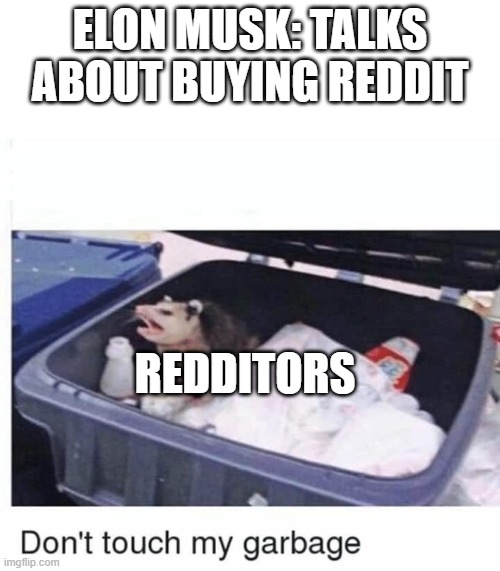 ELON MUSK: TALKS
ABOUT BUYING REDDIT
REDDITORS
Don't touch my garbage
imgflip.com